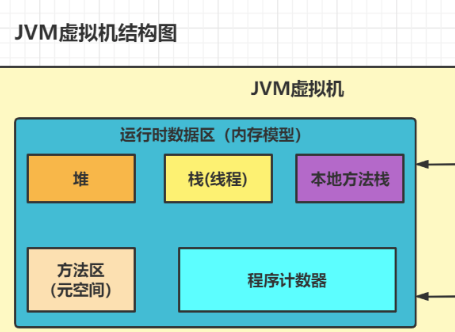 JVM虚拟机结构图
JVM虚拟机
运行时数据区（内存模型）
堆
栈(线程)
本地方法栈
方法区
（元空间）
程序计数器